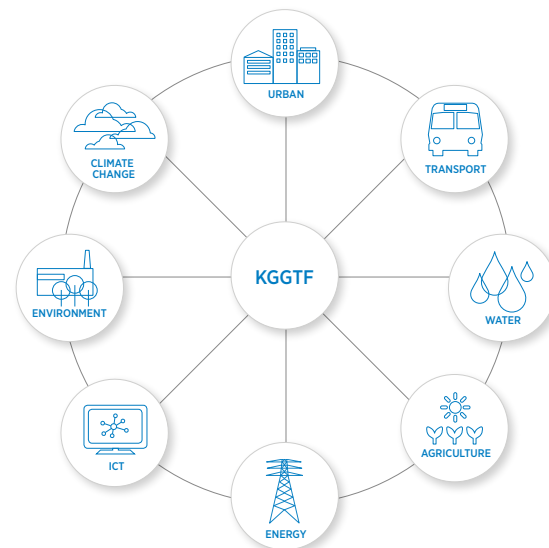 URBAN
TRANSPORT
WATER
AGRICULTURE
ENERGY
ICT
ENVIRONMENT
CLIMATE
CHANGE
KGGTF